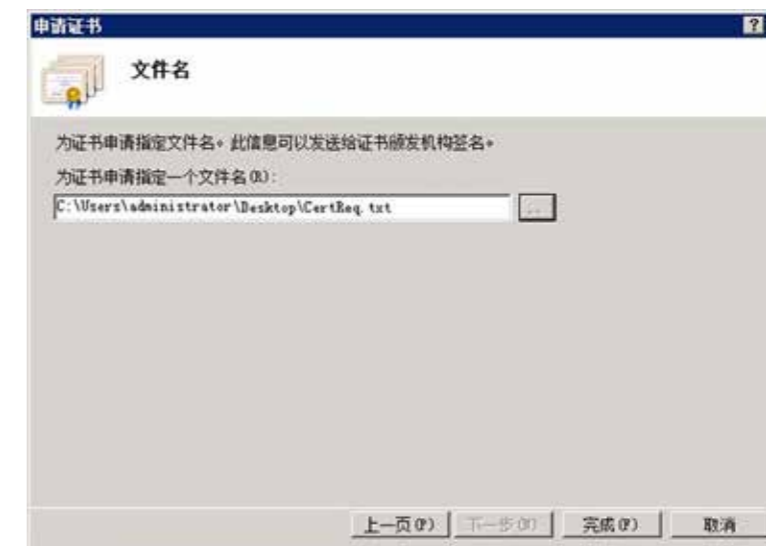 申请证书
文件名
为证书申请指定文件名。此信息可以发送给证书颁发机构签名。
为证书申请指定一个文件名(R):
C:\Users\administrator\Desktop\CertReq.txt
...
上一页(P) 下一步(N) 完成(F) 取消